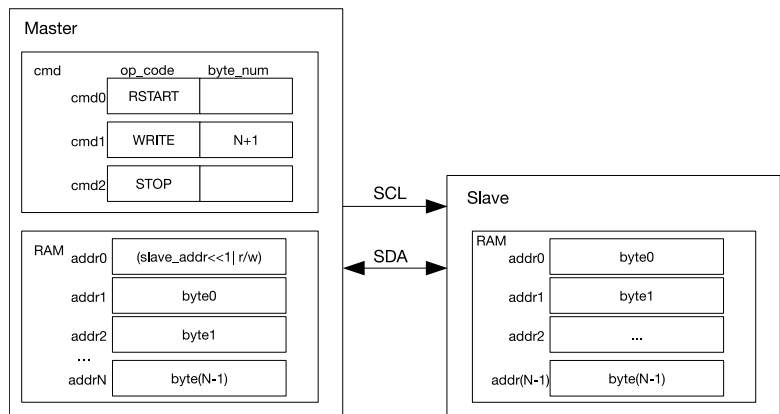 Master
cmd op_code byte_num
cmd0 RSTART
cmd1 WRITE N+1
cmd2 STOP
RAM
addr0 (slave_addr<<1| r/w)
addr1 byte0
addr2 byte1
...
addrN byte(N-1)
SCL
SDA
Slave
RAM
addr0 byte0
addr1 byte1
addr2 ...
addr(N-1) byte(N-1)